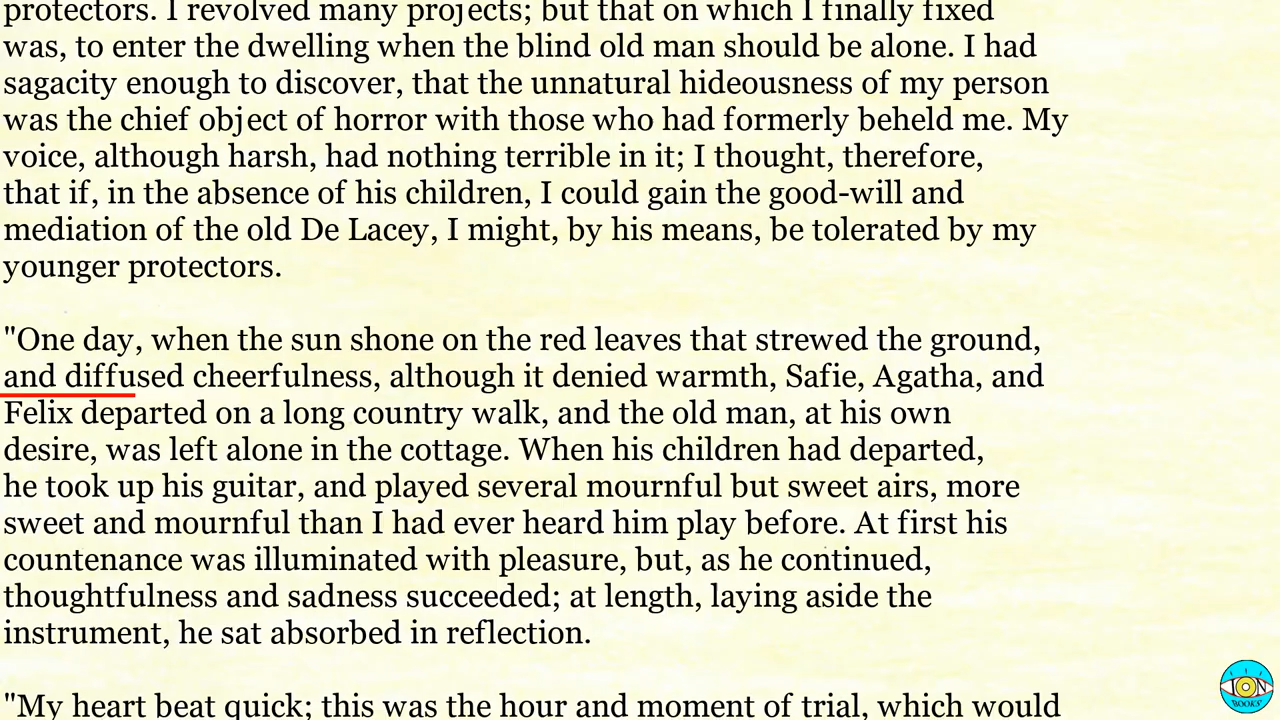 protectors. I revolved many projects; but that on which I finally fixed
was, to enter the dwelling when the blind old man should be alone. I had
sagacity enough to discover, that the unnatural hideousness of my person
was the chief object of horror with those who had formerly beheld me. My
voice, although harsh, had nothing terrible in it; I thought, therefore,
that if, in the absence of his children, I could gain the good-will and
mediation of the old De Lacey, I might, by his means, be tolerated by my
younger protectors.
"One day, when the sun shone on the red leaves that strewed the ground,
and diffused cheerfulness, although it denied warmth, Safie, Agatha, and
Felix departed on a long country walk, and the old man, at his own
desire, was left alone in the cottage. When his children had departed,
he took up his guitar, and played several mournful but sweet airs, more
sweet and mournful than I had ever heard him play before. At first his
countenance was illuminated with pleasure, but, as he continued,
thoughtfulness and sadness succeeded; at length, laying aside the
instrument, he sat absorbed in reflection.
"My heart beat quick; this was the hour and moment of trial, which would
ION
BOOKS